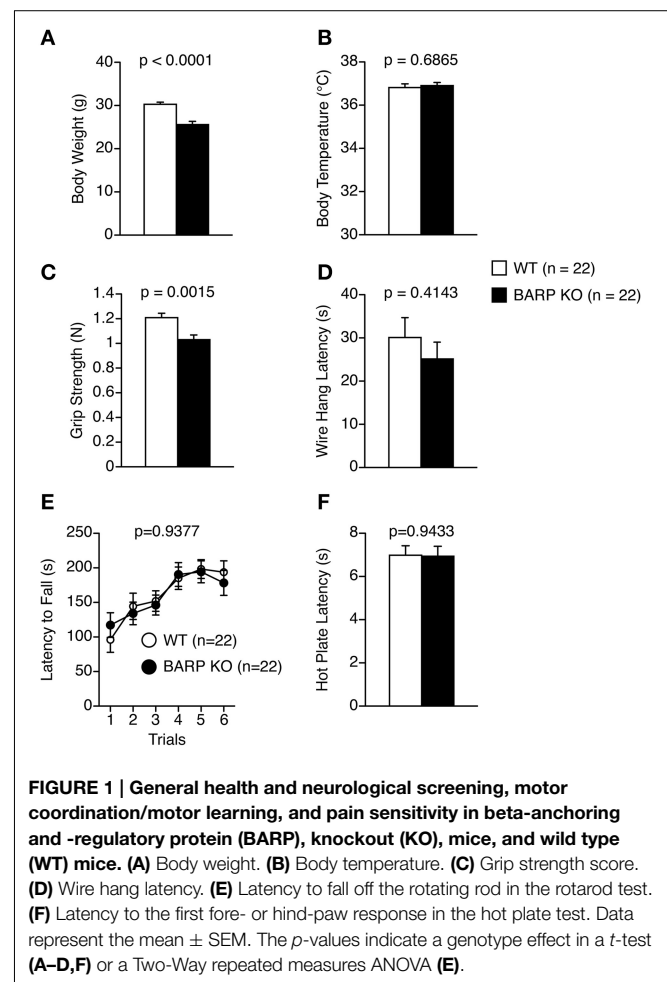 A
p < 0.0001
Body Weight (g)
40
30
20
10
0
B
p = 0.6865
Body Temperature (°C)
38
36
34
32
30
C
p = 0.0015
Grip Strength (N)
1.4
1.2
1
0.8
0.6
0.4
0.2
0
D
WT (n = 22)
BARP KO (n = 22)
p = 0.4143
Wire Hang Latency (s)
40
30
20
10
0
E
p=0.9377
Latency to Fall (s)
250
200
150
100
50
0
WT (n=22)
BARP KO (n=22)
1 2 3 4 5 6
Trials
F
p=0.9433
Hot Plate Latency (s)
8
6
4
2
0
FIGURE 1 | General health and neurological screening, motor
coordination/motor learning, and pain sensitivity in beta-anchoring
and -regulatory protein (BARP), knockout (KO), mice, and wild type
(WT) mice. (A) Body weight. (B) Body temperature. (C) Grip strength score.
(D) Wire hang latency. (E) Latency to fall off the rotating rod in the rotarod test.
(F) Latency to the first fore- or hind-paw response in the hot plate test. Data
represent the mean ± SEM. The p-values indicate a genotype effect in a t-test
(A–D,F) or a Two-Way repeated measures ANOVA (E).